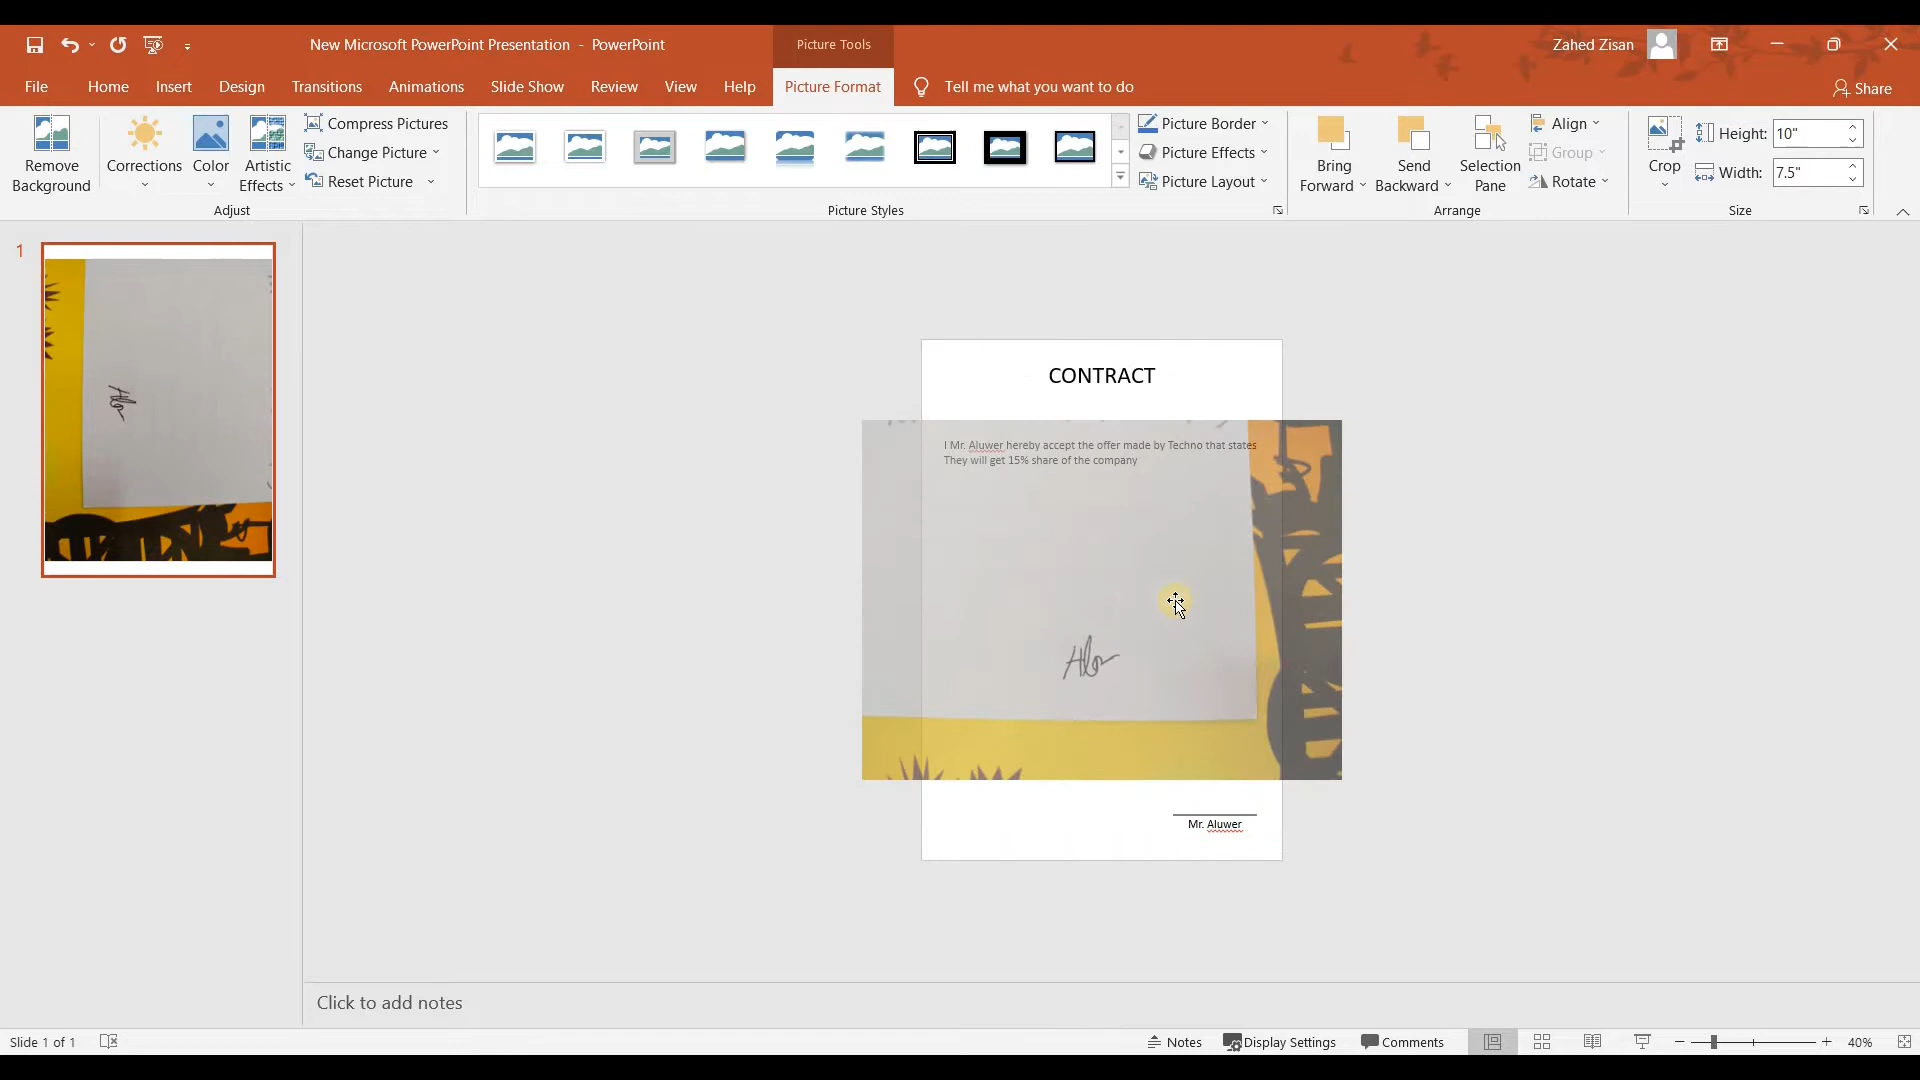 New Microsoft PowerPoint Presentation - PowerPoint
Picture Tools
Zahed Zisan
File Home Insert Design Transitions Animations Slide Show Review View Help Picture Format Tell me what you want to do
Share
Remove Background
Corrections
Color
Artistic Effects
Compress Pictures
Change Picture
Reset Picture
Adjust
Picture Styles
Picture Border
Picture Effects
Picture Layout
Bring Forward
Send Backward
Selection Pane
Align
Group
Rotate
Arrange
Crop
Height: 10"
Width: 7.5"
Size
1
CONTRACT
I Mr. Aluwer hereby accept the offer made by Techno that states
They will get 15% share of the company
Mr. Aluwer
Click to add notes
Slide 1 of 1
Notes Display Settings Comments 40%